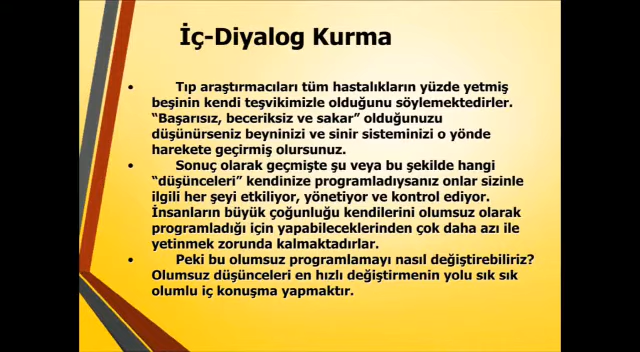 İç-Diyalog Kurma
• Tıp araştırmacıları tüm hastalıkların yüzde yetmiş
beşinin kendi teşvikimizle olduğunu söylemektedirler.
“Başarısız, beceriksiz ve sakar” olduğunuzu
düşünürseniz beyninizi ve sinir sisteminizi o yönde
harekete geçirmiş olursunuz.
• Sonuç olarak geçmişte şu veya bu şekilde hangi
“düşünceleri” kendinize programladıysanız onlar sizinle
ilgili her şeyi etkiliyor, yönetiyor ve kontrol ediyor.
İnsanların büyük çoğunluğu kendilerini olumsuz olarak
programladığı için yapabileceklerinden çok daha azı ile
yetinmek zorunda kalmaktadırlar.
• Peki bu olumsuz programlamayı nasıl değiştirebiliriz?
Olumsuz düşünceleri en hızlı değiştirmenin yolu sık sık
olumlu iç konuşma yapmaktır.